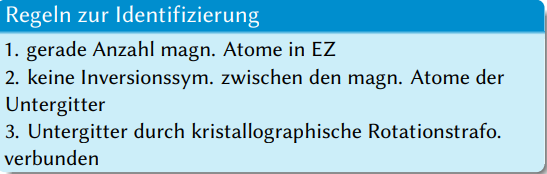 Regeln zur Identifizierung
1. gerade Anzahl magn. Atome in EZ
2. keine Inversionssym. zwischen den magn. Atome der
Untergitter
3. Untergitter durch kristallographische Rotationstrafo.
verbunden